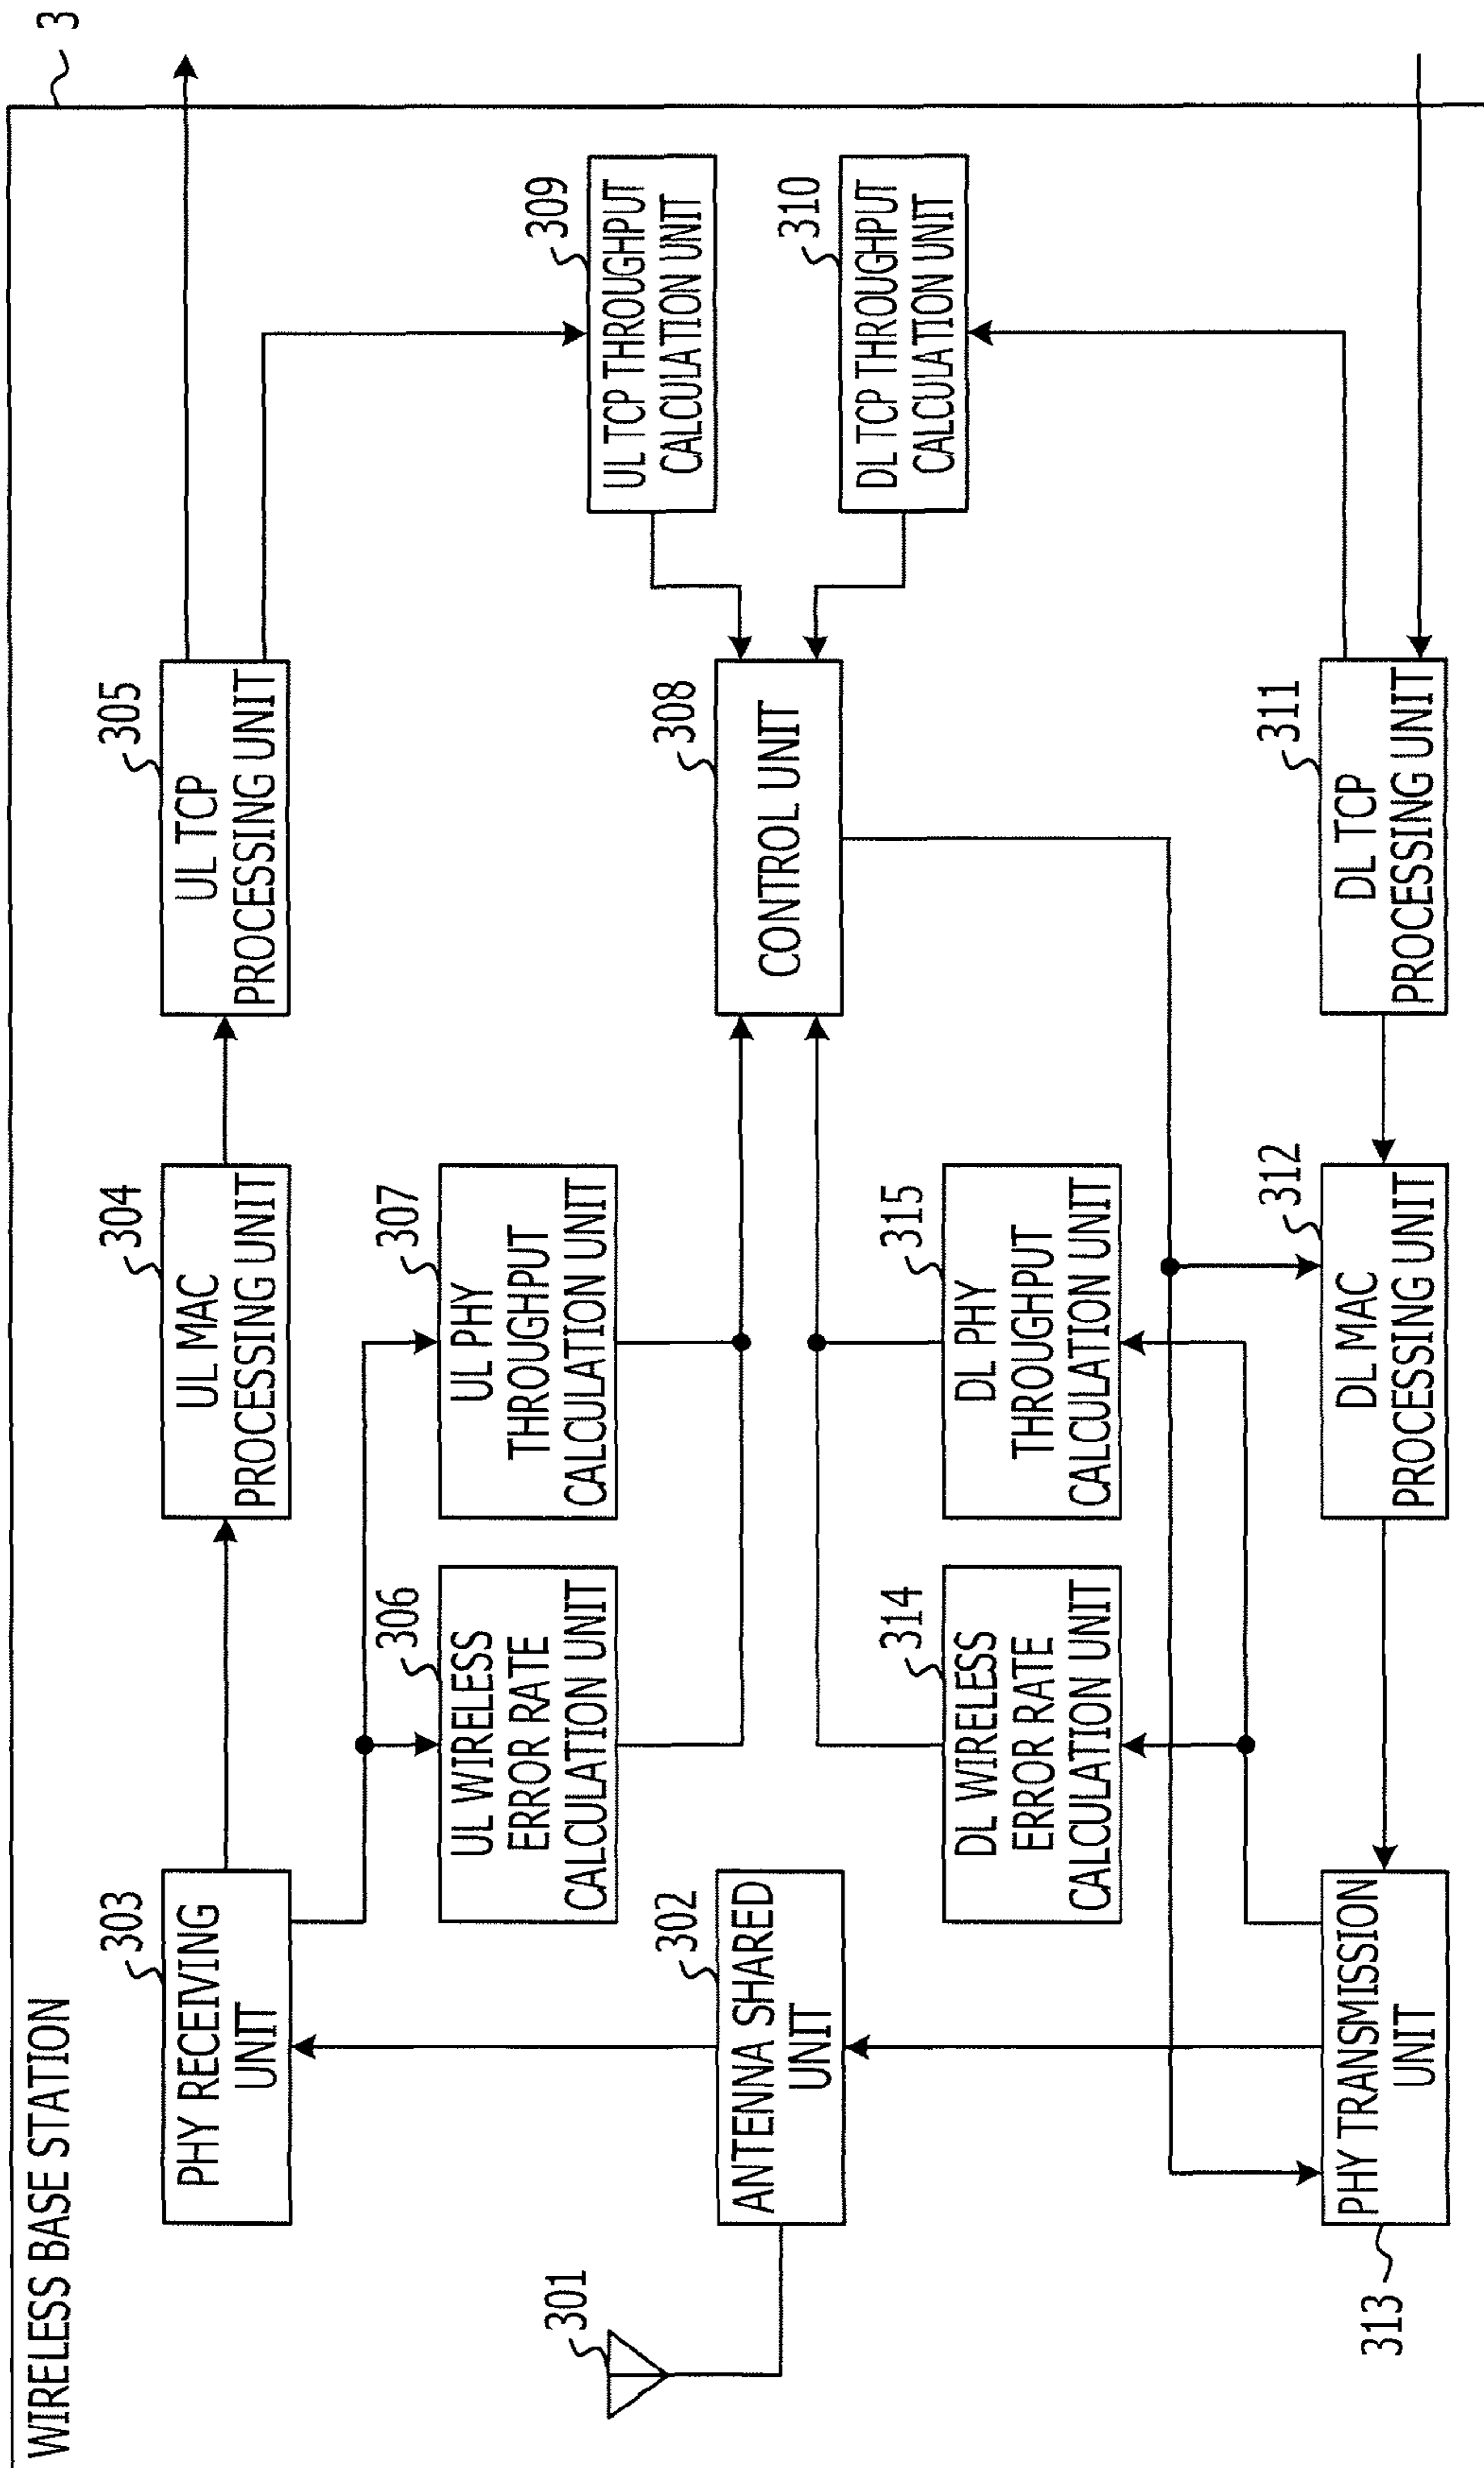 WIRELESS BASE STATION
3
301
302
ANTENNA SHARED
UNIT
303
PHY RECEIVING
UNIT
304
UL MAC
PROCESSING UNIT
305
UL TCP
PROCESSING UNIT
306
UL WIRELESS
ERROR RATE
CALCULATION UNIT
307
UL PHY
THROUGHPUT
CALCULATION UNIT
308
CONTROL UNIT
309
UL TCP THROUGHPUT
CALCULATION UNIT
310
DL TCP THROUGHPUT
CALCULATION UNIT
314
DL WIRELESS
ERROR RATE
CALCULATION UNIT
315
DL PHY
THROUGHPUT
CALCULATION UNIT
313
PHY TRANSMISSION
UNIT
312
DL MAC
PROCESSING UNIT
311
DL TCP
PROCESSING UNIT